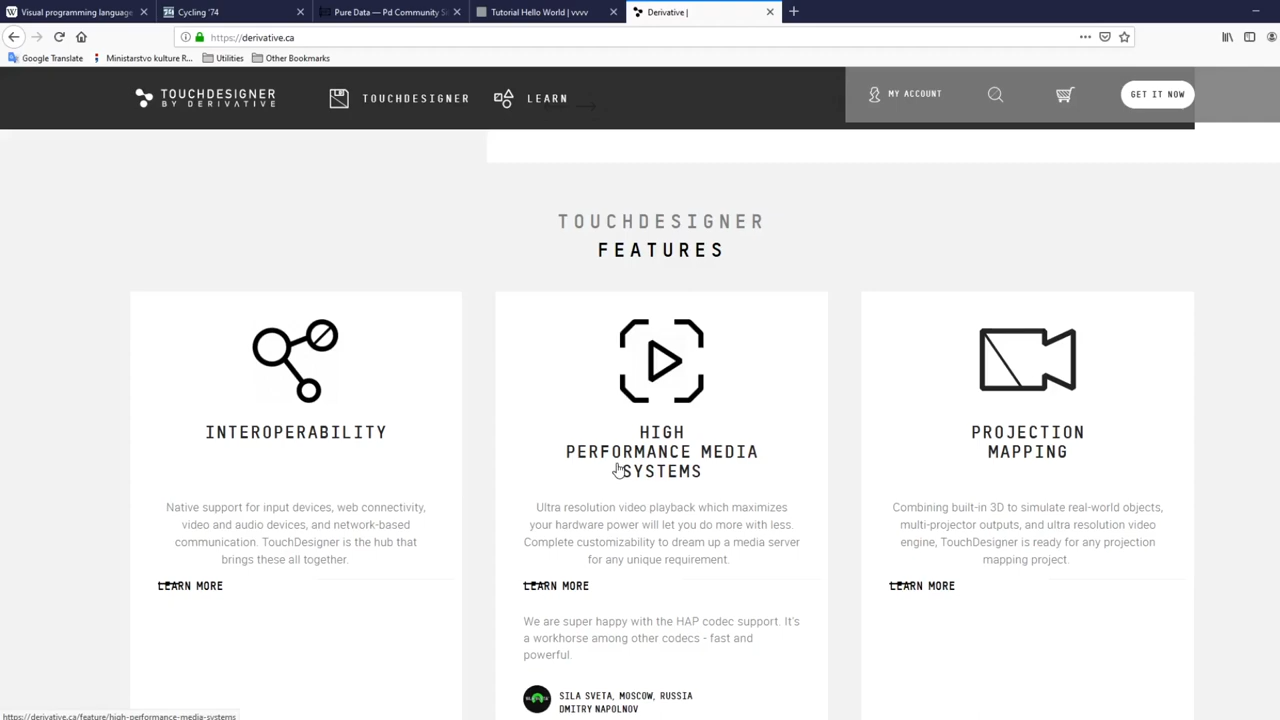 Visual programming language
Cycling '74
Pure Data — Pd Community S
Tutorial Hello World | vvvv
Derivative |
https://derivative.ca
Google Translate
Ministarstvo kulture R...
Utilities
Other Bookmarks
TOUCHDESIGNER
BY DERIVATIVE
TOUCHDESIGNER
LEARN
MY ACCOUNT
GET IT NOW
TOUCHDESIGNER
FEATURES
INTEROPERABILITY
Native support for input devices, web connectivity,
video and audio devices, and network-based
communication. TouchDesigner is the hub that
brings these all together.
LEARN MORE
HIGH
PERFORMANCE MEDIA
SYSTEMS
Ultra resolution video playback which maximizes
your hardware power will let you do more with less.
Complete customizability to dream up a media server
for any unique requirement.
LEARN MORE
We are super happy with the HAP codec support. It's
a workhorse among other codecs - fast and
powerful.
SILA SVETA, MOSCOW, RUSSIA
DMITRY NAPOLNOV
PROJECTION
MAPPING
Combining built-in 3D to simulate real-world objects,
multi-projector outputs, and ultra resolution video
engine, TouchDesigner is ready for any projection
mapping project.
LEARN MORE
https://derivative.ca/feature/high-performance-media-systems